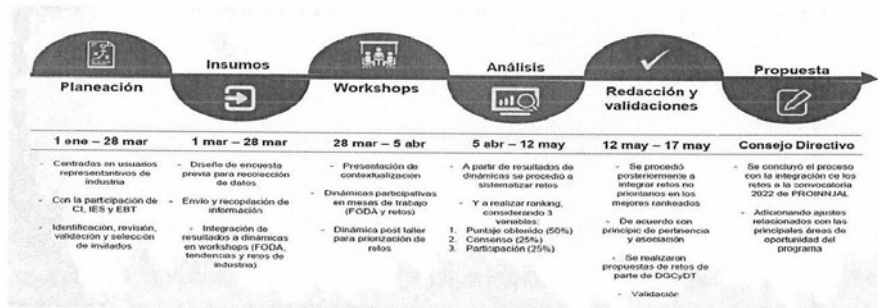 Planeación
Insumos
Workshops
Análisis
Redacción y
validaciones
Propuesta
1 ene – 28 mar
- Centradas en usuarios
representantivos de
industria
- Con la participación de
CI, IES y EBT
- Identificación, revisión,
validación y selección
de invitados
1 mar – 28 mar
- Diseño de encuesta
previa para recolección
de datos
- Envío y recopilación de
información
- Integración de
resultados a dinámicas
en workshops (FODA,
tendencias y retos de
industria)
28 mar – 5 abr
- Presentación de
contextualización
- Dinámicas participativas
en mesas de trabajo
(FODA y retos)
- Dinámica post taller
para priorización de
retos
5 abr – 12 may
- A partir de resultados de
dinámicas se procedió a
sistematizar retos
- Y a realizar ranking,
considerando 3
variables:
1. Puntaje obtenido (50%)
2. Consenso (25%)
3. Participación (25%)
12 may – 17 may
- Se procedió
posteriormente a
integrar retos no
prioritarios en los
mejores rankeados
- De acuerdo con
principio de pertinencia
y asociación
- Se realizaron
propuestas de retos de
parte de DGCyDT
- Validación
Consejo Directivo
- Se concluyó el proceso
con la integración de los
retos a la convocatoria
2022 de PROINNJAL
- Adicionando ajustes
relacionados con las
principales áreas de
oportunidad del
programa